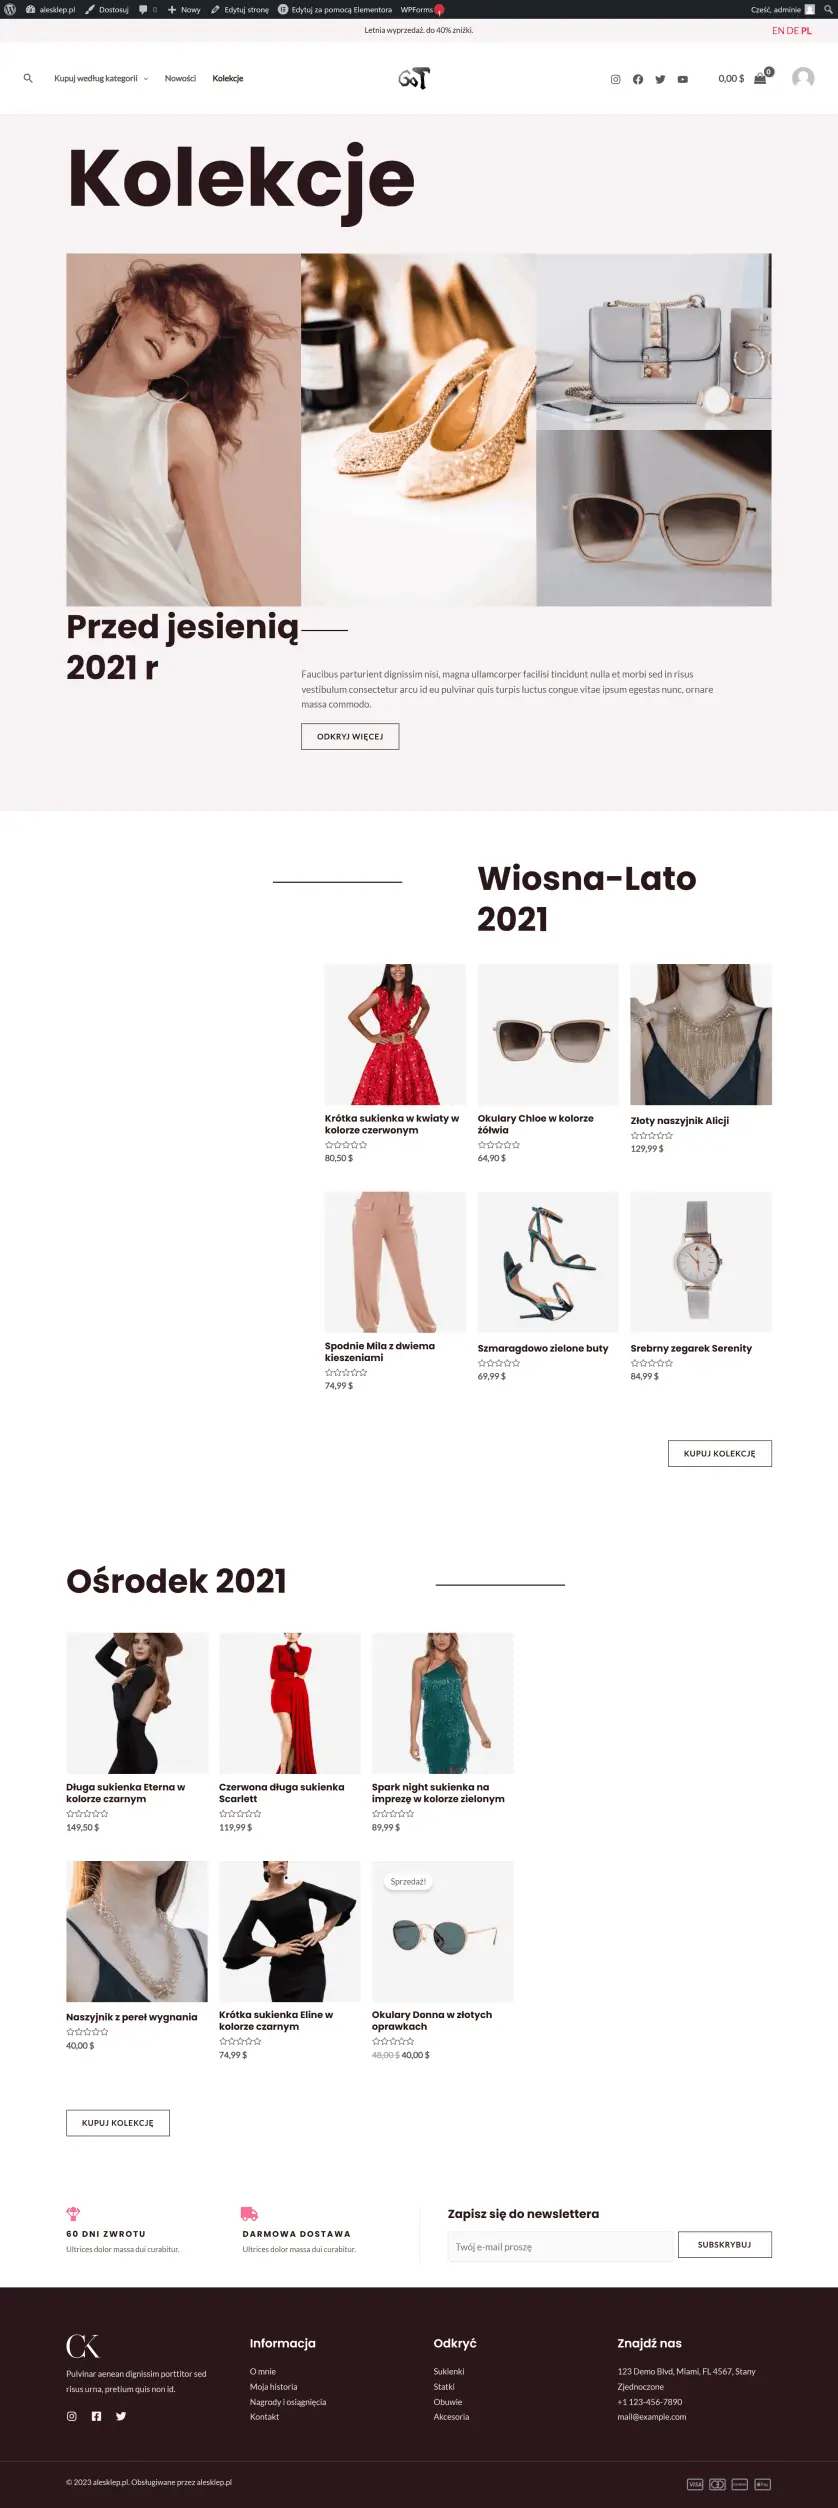 alesklep.pl Dostosuj 0 Nowy Edytuj stronę Edytuj za pomocą Elementora WPForms 1 Cześć, adminie
Letnia wyprzedaż. do 40% zniżki.
EN DE PL
Kupuj według kategorii Nowości Kolekcje
GOT
0,00 $ 0
Kolekcje
Przed jesienią
2021 r
Faucibus parturient dignissim nisi, magna ullamcorper facilisi tincidunt nulla et morbi sed in risus
vestibulum consectetur arcu id eu pulvinar quis turpis luctus congue vitae ipsum egestas nunc, ornare
massa commodo.
ODKRYJ WIĘCEJ
Wiosna-Lato
2021
Krótka sukienka w kwiaty w
kolorze czerwonym
80,50 $
Okulary Chloe w kolorze
żółwia
64,90 $
Złoty naszyjnik Alicji
129,99 $
Spodnie Mila z dwiema
kieszeniami
74,99 $
Szmaragdowo zielone buty
69,99 $
Srebrny zegarek Serenity
84,99 $
KUPUJ KOLEKCJĘ
Ośrodek 2021
Długa sukienka Eterna w
kolorze czarnym
149,50 $
Czerwona długa sukienka
Scarlett
119,99 $
Spark night sukienka na
imprezę w kolorze zielonym
89,99 $
Naszyjnik z pereł wygnania
40,00 $
Krótka sukienka Eline w
kolorze czarnym
74,99 $
Sprzedaż!
Okulary Donna w złotych
oprawkach
48,00 $ 40,00 $
KUPUJ KOLEKCJĘ
60 DNI ZWROTU
Ultrices dolor massa dui curabitur.
DARMOWA DOSTAWA
Ultrices dolor massa dui curabitur.
Zapisz się do newslettera
Twój e-mail proszę
SUBSKRYBUJ
CK
Pulvinar aenean dignissim porttitor sed
risus urna, pretium quis non id.
Informacja
O mnie
Moja historia
Nagrody i osiągnięcia
Kontakt
Odkryć
Sukienki
Statki
Obuwie
Akcesoria
Znajdź nas
123 Demo Blvd, Miami, FL 4567, Stany
Zjednoczone
+1 123-456-7890
mail@example.com
© 2023 alesklep.pl. Obsługiwane przez alesklep.pl
VISA